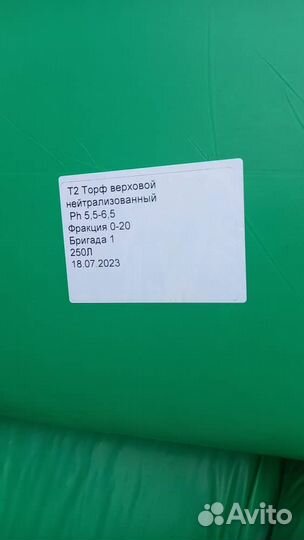 Т2 Торф верховой
нейтрализованный
Ph 5,5-6,5
Фракция 0-20
Бригада 1
250Л
18.07.2023
Avito